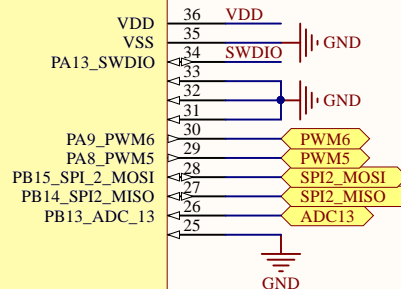 VDD 36 VDD
VSS 35 GND
PA13_SWDIO 34 SWDIO
33
32 GND
31
PA9_PWM6 30 PWM6
PA8_PWM5 29 PWM5
PB15_SPI_2_MOSI 28 SPI2_MOSI
PB14_SPI2_MISO 27 SPI2_MISO
PB13_ADC_13 26 ADC13
25
GND